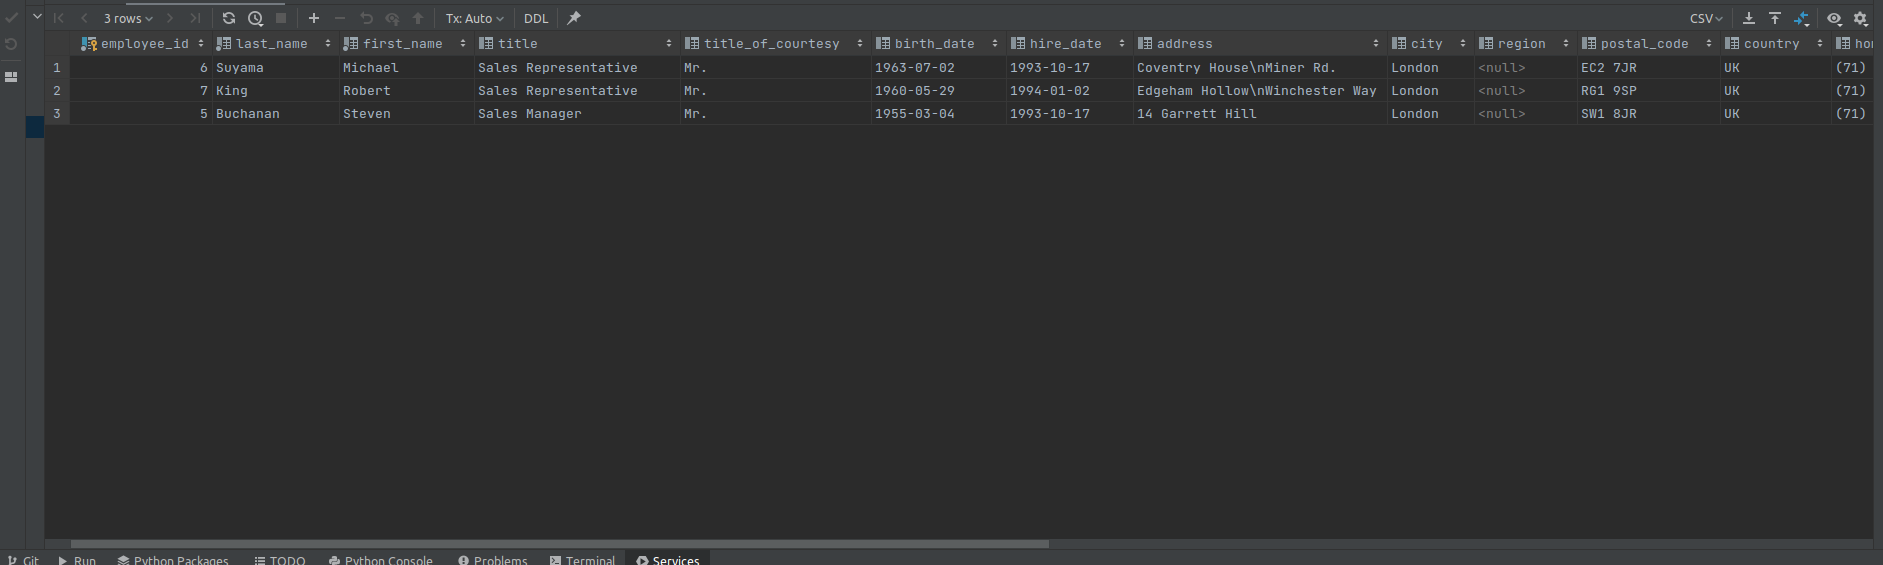 3 rows Tx: Auto DDL CSV
employee_id last_name first_name title title_of_courtesy birth_date hire_date address city region postal_code country
1 6 Suyama Michael Sales Representative Mr. 1963-07-02 1993-10-17 Coventry House\nMiner Rd. London <null> EC2 7JR UK (71)
2 7 King Robert Sales Representative Mr. 1960-05-29 1994-01-02 Edgeham Hollow\nWinchester Way London <null> RG1 9SP UK (71)
3 5 Buchanan Steven Sales Manager Mr. 1955-03-04 1993-10-17 14 Garrett Hill London <null> SW1 8JR UK (71)
Git Run Python Packages TODO Python Console Problems Terminal Services